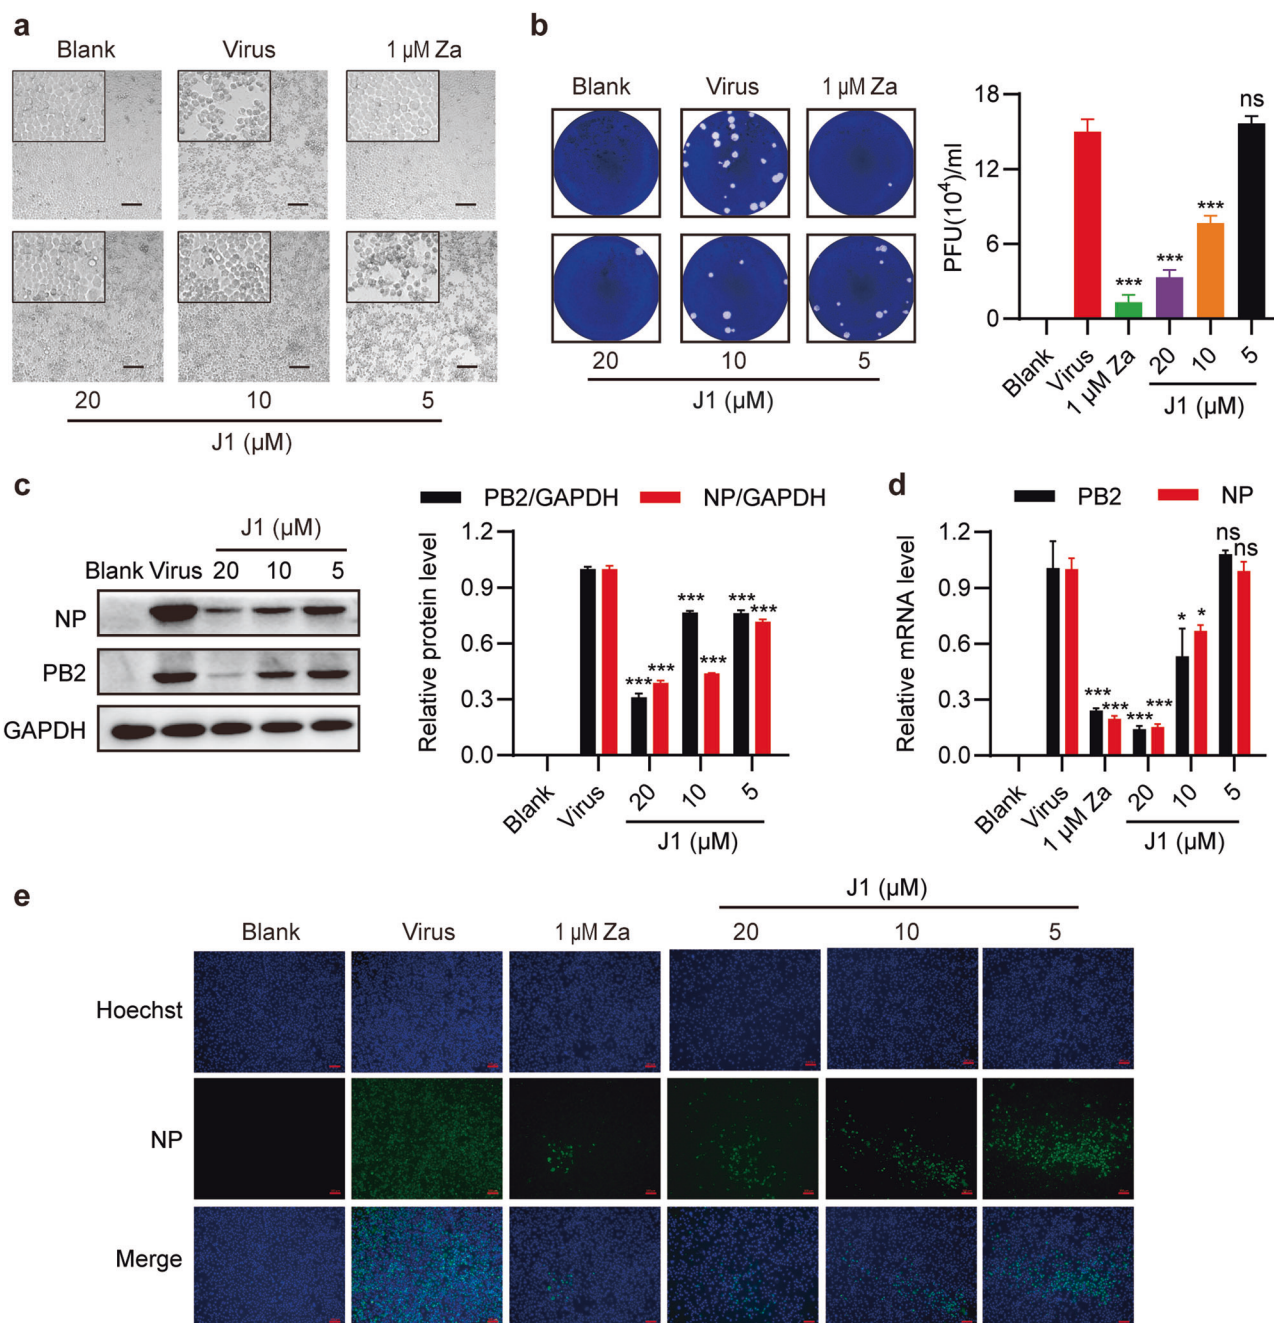 a
Blank Virus 1 µM Za
20 10 5
J1 (µM)
b
Blank Virus 1 µM Za
20 10 5
J1 (µM)
PFU(10⁴)/ml
18
12
6
0
*** *** *** ns
Blank Virus 1 µM Za 20 10 5
J1 (µM)
c
J1 (µM)
Blank Virus 20 10 5
NP
PB2
GAPDH
PB2/GAPDH NP/GAPDH
Relative protein level
1.2
0.9
0.6
0.3
0.0
*** *** *** *** *** ***
Blank Virus 20 10 5
J1 (µM)
d
PB2 NP
Relative mRNA level
1.2
0.9
0.6
0.3
0.0
*** *** *** *** * * ns ns
Blank Virus 1 µM Za 20 10 5
J1 (µM)
e
J1 (µM)
Blank Virus 1 µM Za 20 10 5
Hoechst
NP
Merge